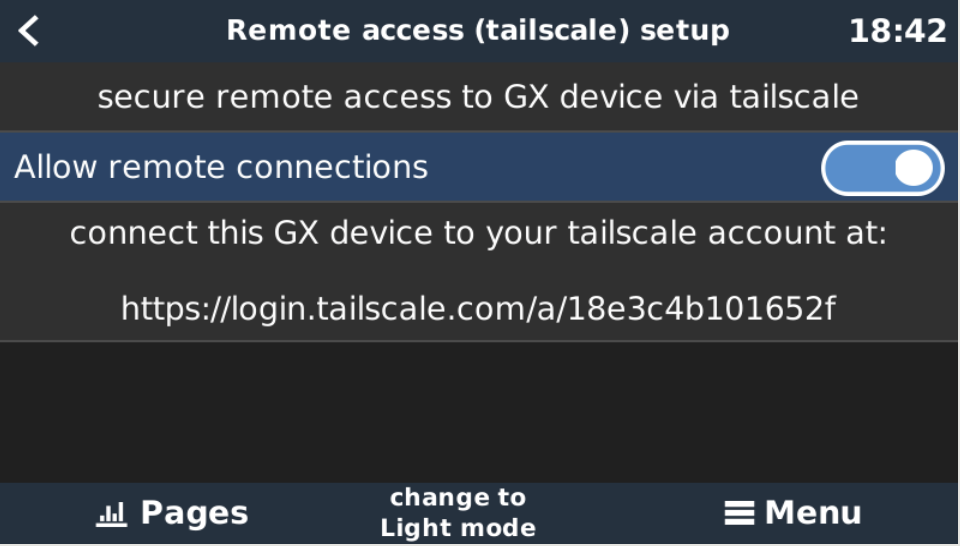 Remote access (tailscale) setup
18:42
secure remote access to GX device via tailscale
Allow remote connections
connect this GX device to your tailscale account at:
https://login.tailscale.com/a/18e3c4b101652f
Pages
change to
Light mode
Menu